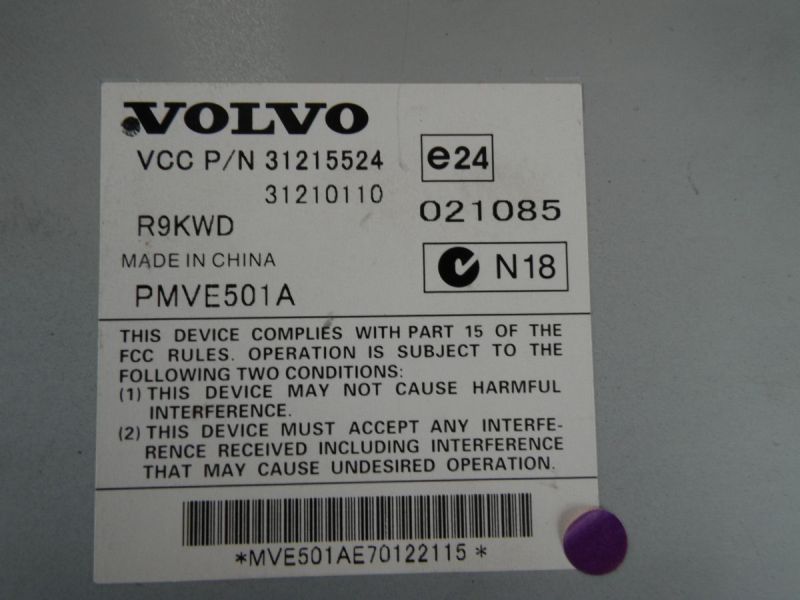 VOLVO
VCC P/N 31215524
31210110
e24
021085
R9KWD
MADE IN CHINA
N18
PMVE501A
THIS DEVICE COMPLIES WITH PART 15 OF THE
FCC RULES. OPERATION IS SUBJECT TO THE
FOLLOWING TWO CONDITIONS:
(1) THIS DEVICE MAY NOT CAUSE HARMFUL
INTERFERENCE.
(2) THIS DEVICE MUST ACCEPT ANY INTERFE-
RENCE RECEIVED INCLUDING INTERFERENCE
THAT MAY CAUSE UNDESIRED OPERATION.
*MVE501AE70122115*